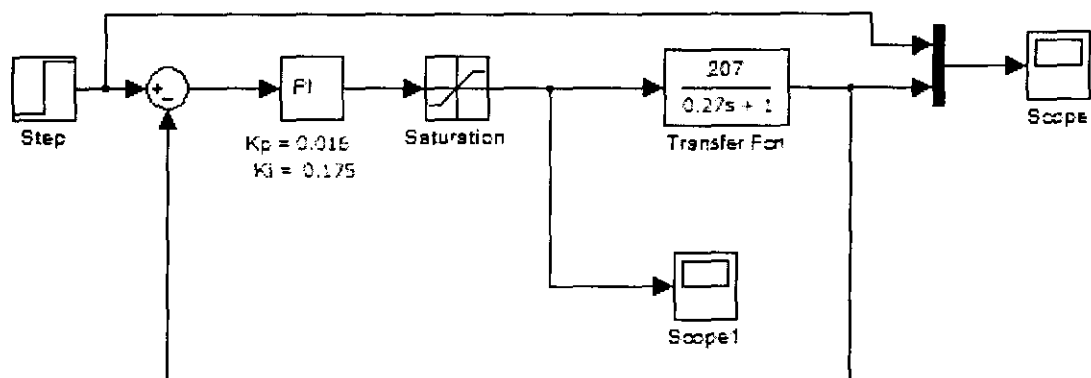 207
0.27s + 1
PI
Step
Saturation
Transfer Fcn
Scope
Kp = 0.016
Ki = 0.175
Scope1